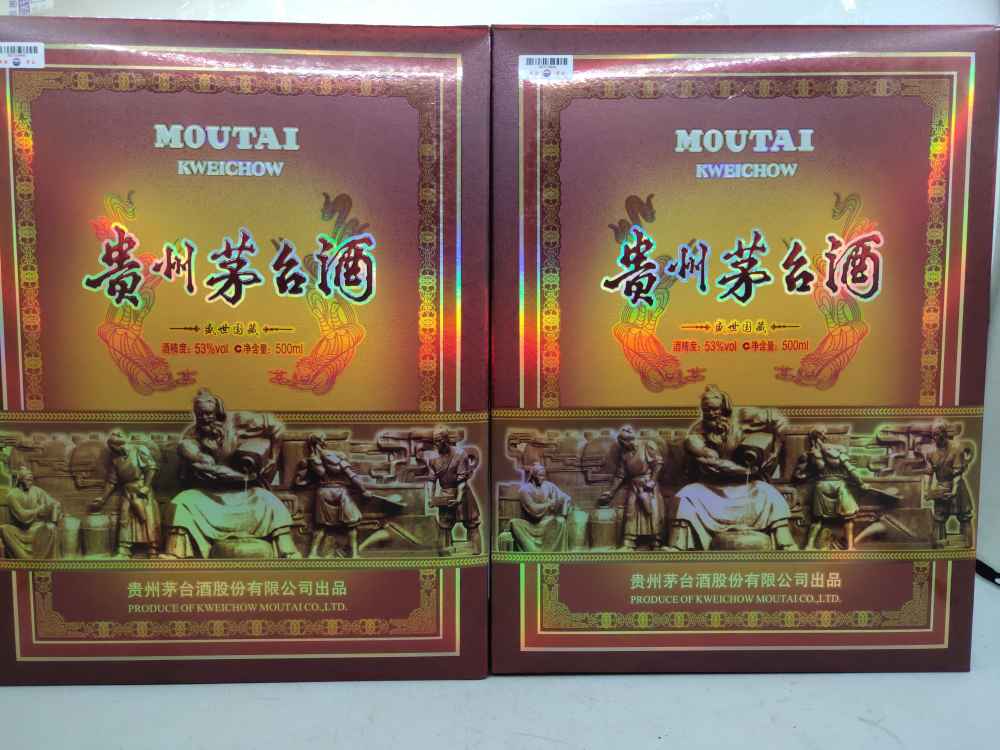 MOUTAI
KWEICHOW
贵州茅台酒
盛世国藏
酒精度：53%vol 净含量：500ml
贵州茅台酒股份有限公司出品
PRODUCE OF KWEICHOW MOUTAI CO.,LTD.
MOUTAI
KWEICHOW
贵州茅台酒
盛世国藏
酒精度：53%vol 净含量：500ml
贵州茅台酒股份有限公司出品
PRODUCE OF KWEICHOW MOUTAI CO.,LTD.